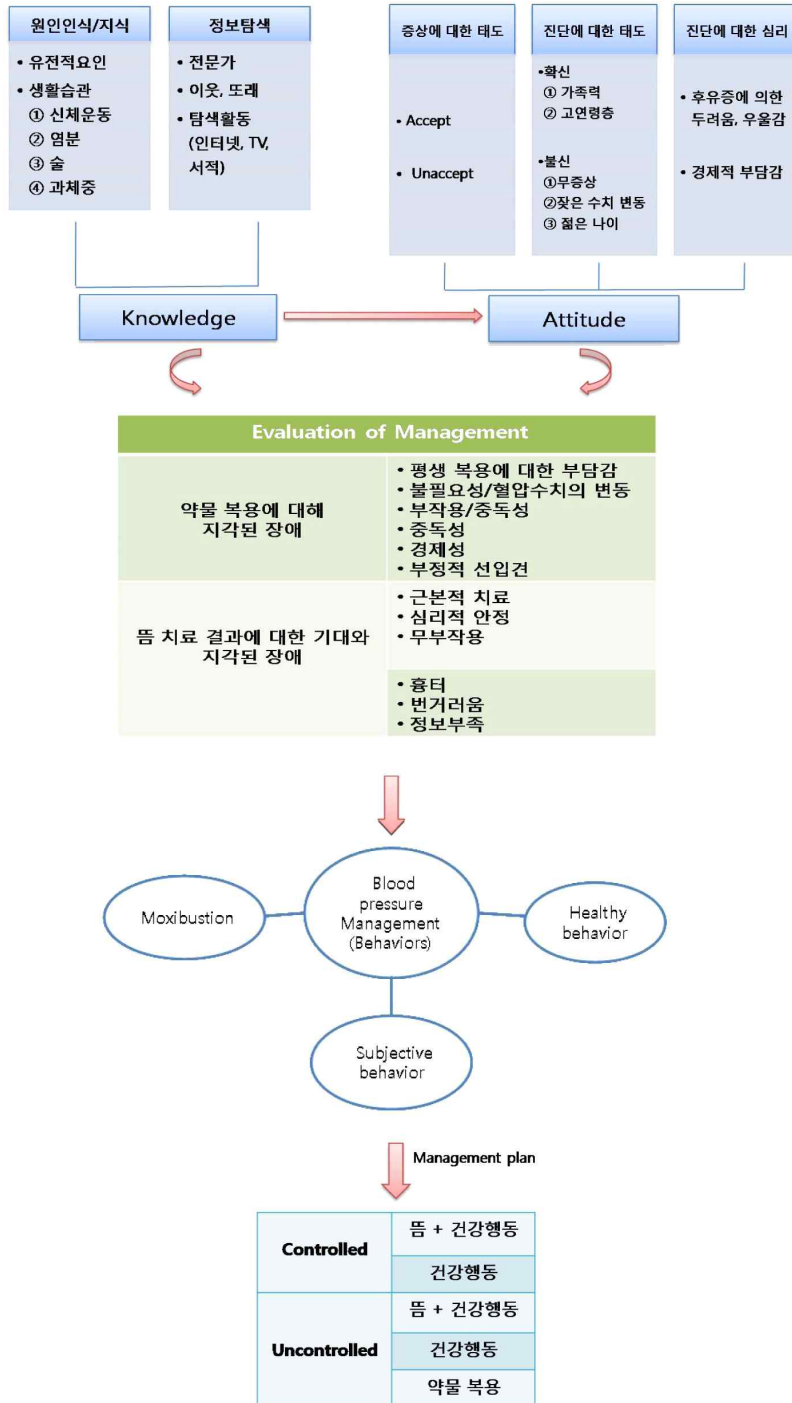 원인인식/지식
• 유전적요인
• 생활습관
① 신체운동
② 염분
③ 술
④ 과체중
정보탐색
• 전문가
• 이웃, 또래
• 탐색활동
(인터넷, TV,
서적)
증상에 대한 태도
• Accept
• Unaccept
진단에 대한 태도
•확신
① 가족력
② 고연령층
•불신
①무증상
②잦은 수치 변동
③ 젊은 나이
진단에 대한 심리
• 후유증에 의한
두려움, 우울감
• 경제적 부담감
Knowledge
Attitude
Evaluation of Management
약물 복용에 대해
지각된 장애
• 평생 복용에 대한 부담감
• 불필요성/혈압수치의 변동
• 부작용/중독성
• 중독성
• 경제성
• 부정적 선입견
뜸 치료 결과에 대한 기대와
지각된 장애
• 근본적 치료
• 심리적 안정
• 무부작용
• 흉터
• 번거러움
• 정보부족
Moxibustion
Blood
pressure
Management
(Behaviors)
Healthy
behavior
Subjective
behavior
Management plan
Controlled
뜸 + 건강행동
건강행동
Uncontrolled
뜸 + 건강행동
건강행동
약물 복용